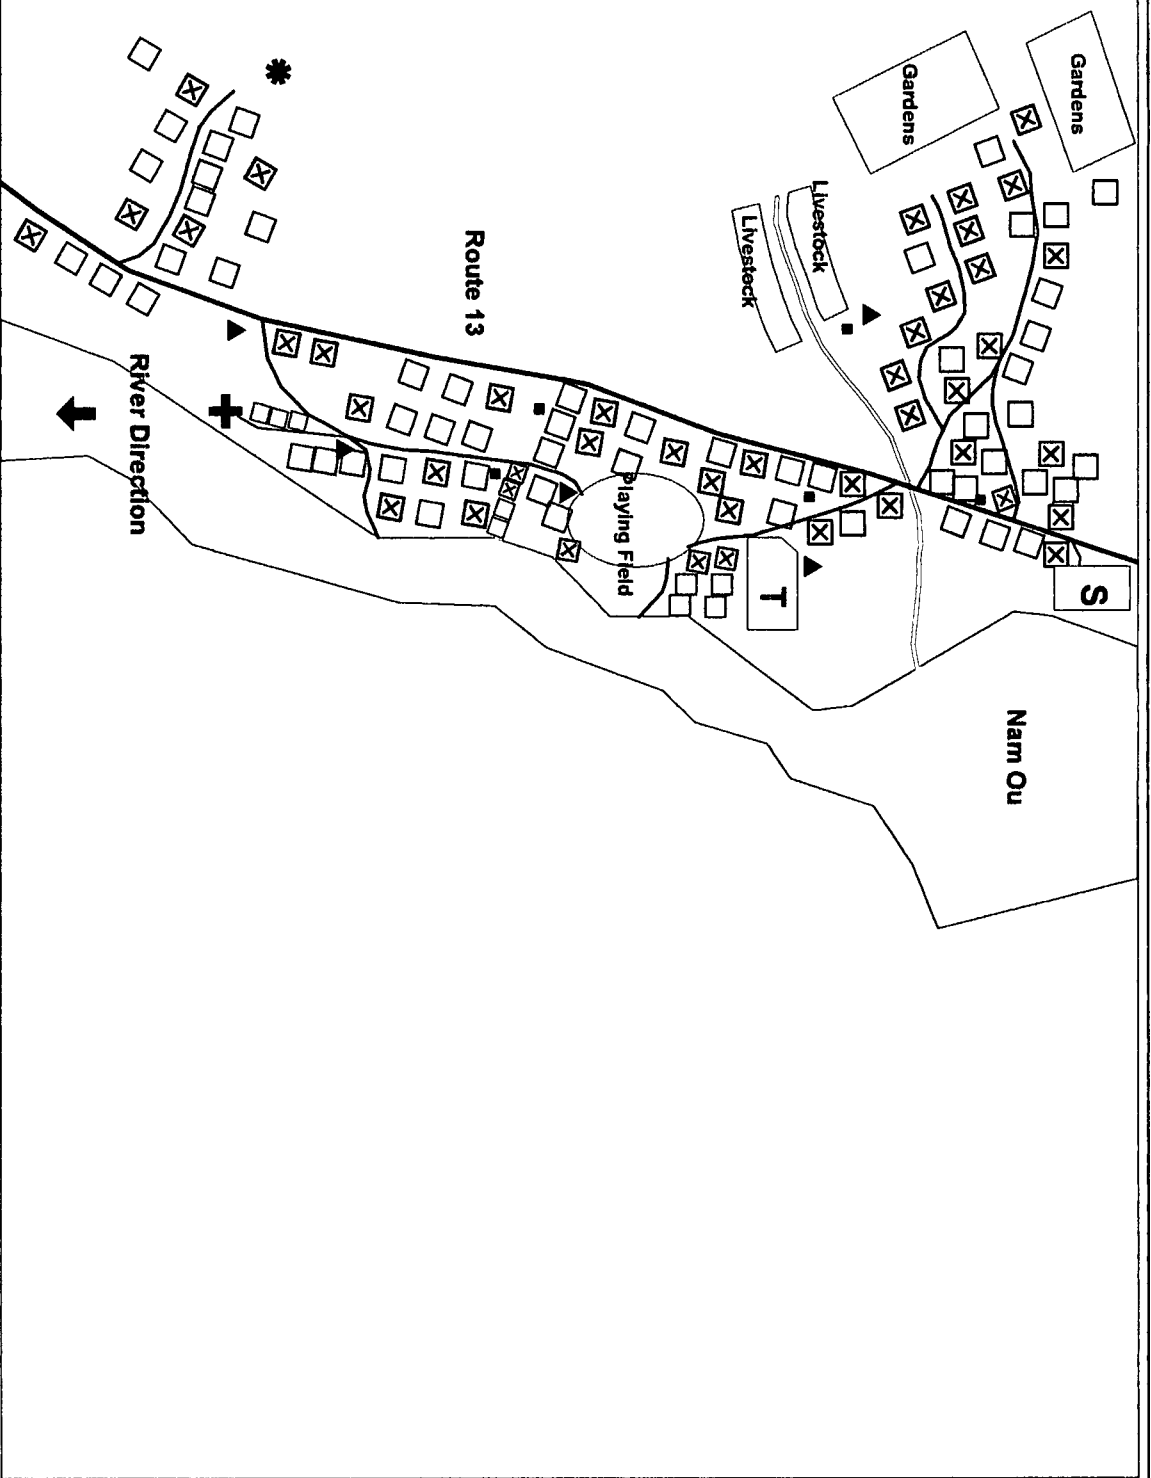 Gardens
Gardens
Livestock
Livestock
Route 13
River Direction
Playing Field
T
S
Nam Ou